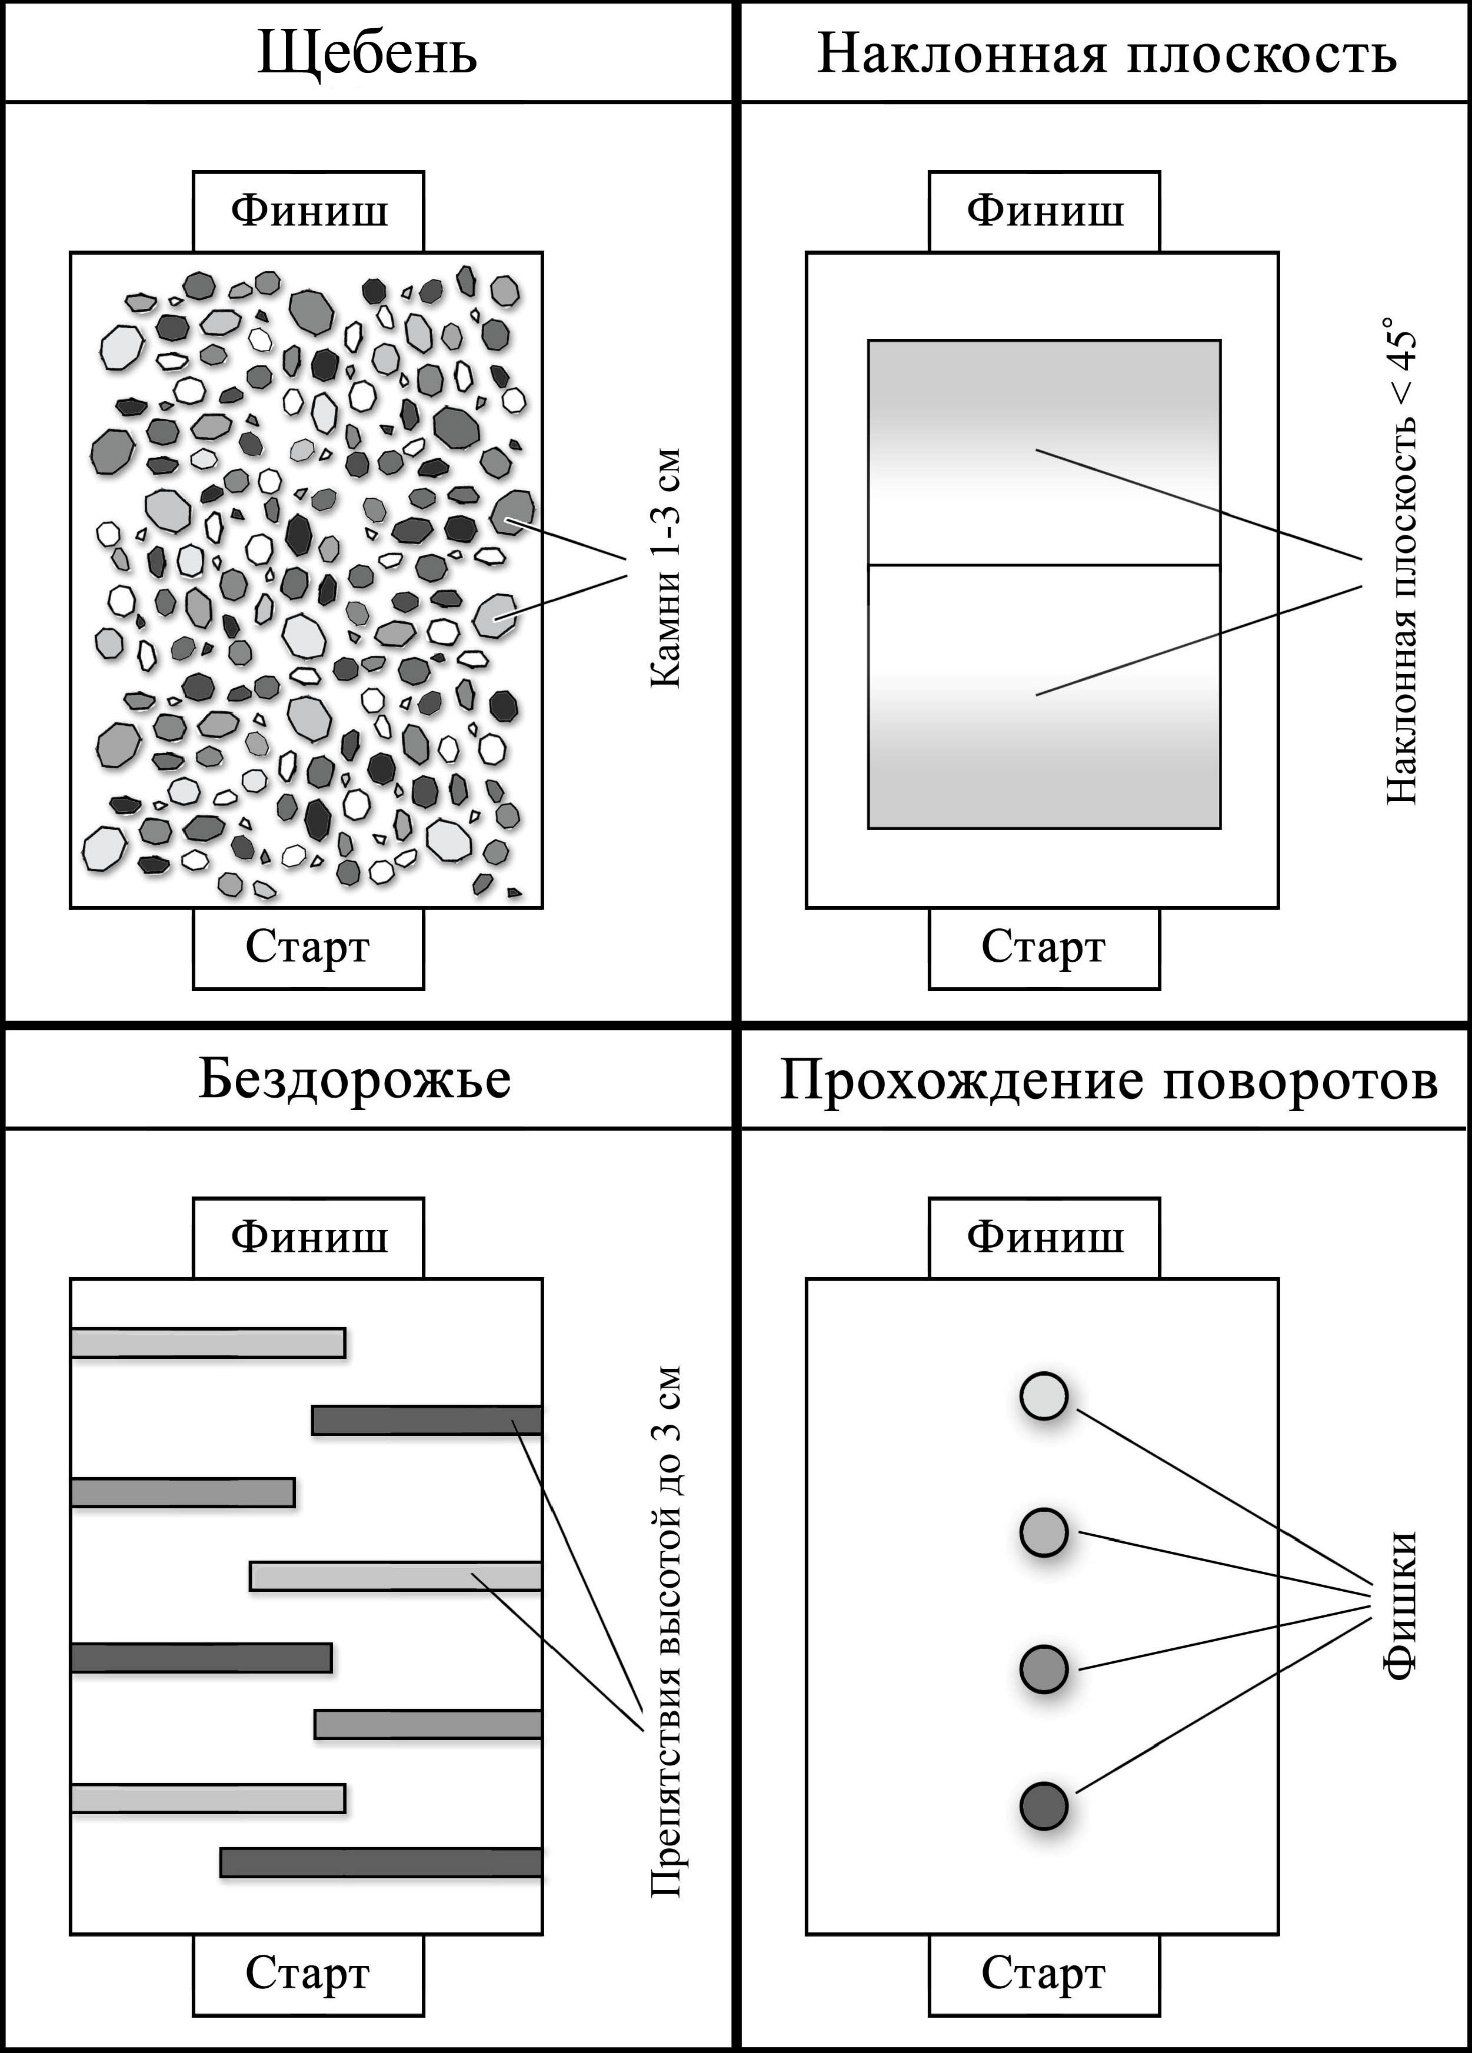 Щебень
Финиш
Камни 1-3 см
Старт
Наклонная плоскость
Финиш
Наклонная плоскость < 45°
Старт
Бездорожье
Финиш
Препятствия высотой до 3 см
Старт
Прохождение поворотов
Финиш
Фишки
Старт